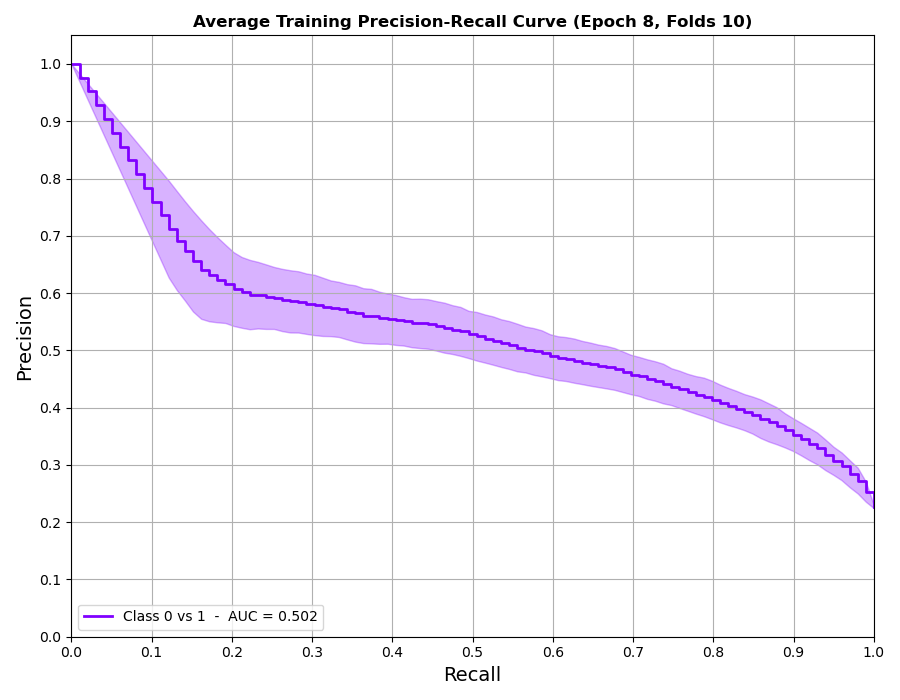 Average Training Precision-Recall Curve (Epoch 8, Folds 10)
Precision
1.0
0.9
0.8
0.7
0.6
0.5
0.4
0.3
0.2
0.1
0.0
Class 0 vs 1 - AUC = 0.502
0.0 0.1 0.2 0.3 0.4 0.5 0.6 0.7 0.8 0.9 1.0
Recall